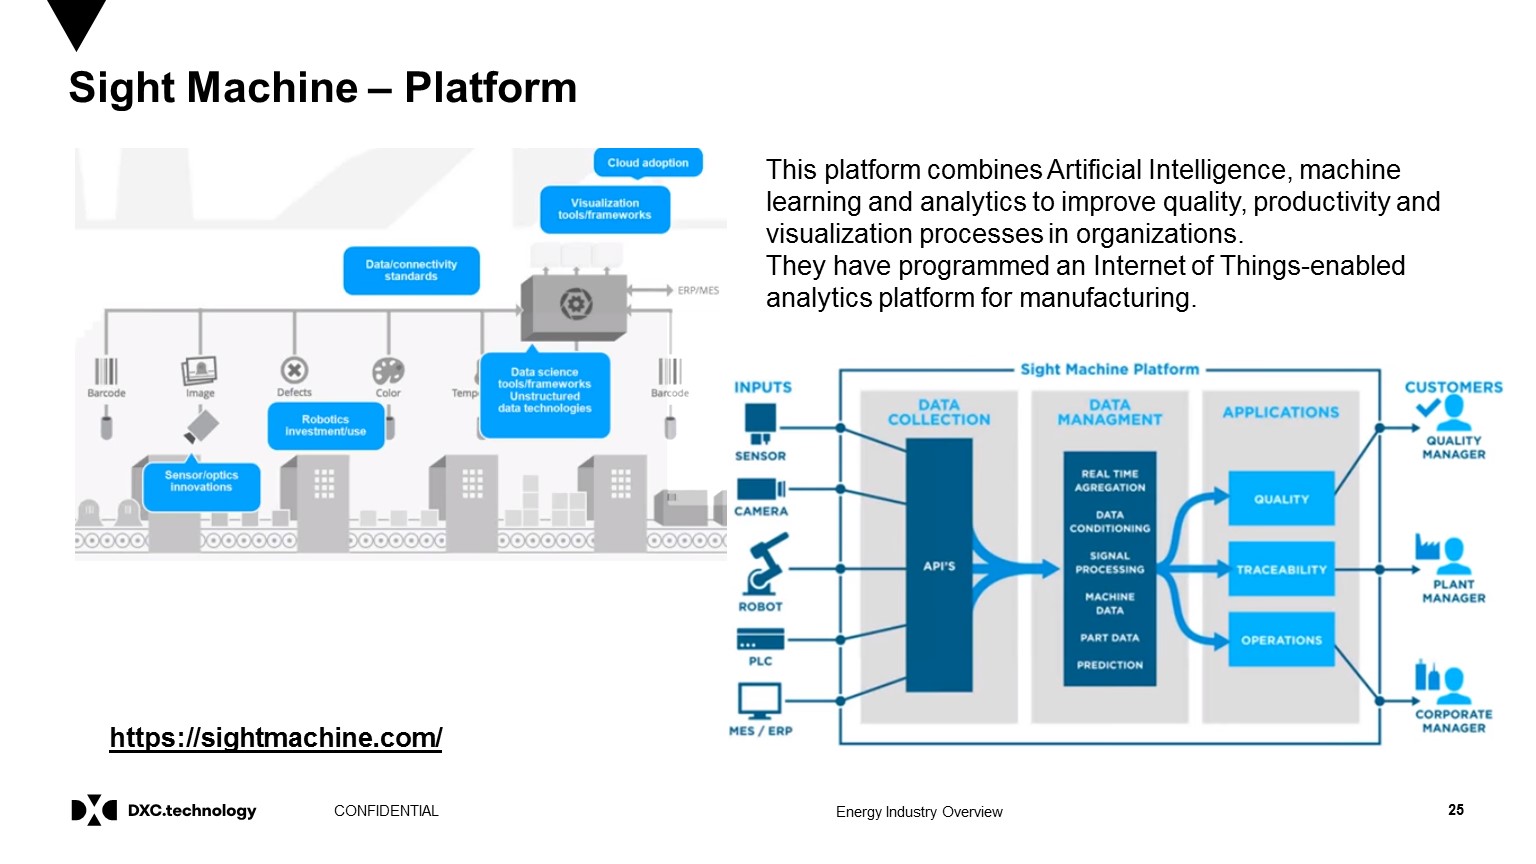 Sight Machine – Platform
Cloud adoption
Visualization
tools/frameworks
Data/connectivity
standards
ERP/MES
Barcode
Image
Defects
Color
Temp
Barcode
Data science
tools/frameworks
Unstructured
data technologies
Robotics
investment/use
Sensor/optics
innovations
This platform combines Artificial Intelligence, machine
learning and analytics to improve quality, productivity and
visualization processes in organizations.
They have programmed an Internet of Things-enabled
analytics platform for manufacturing.
Sight Machine Platform
INPUTS
SENSOR
CAMERA
ROBOT
PLC
MES / ERP
DATA
COLLECTION
API'S
DATA
MANAGMENT
REAL TIME
AGREGATION
DATA
CONDITIONING
SIGNAL
PROCESSING
MACHINE
DATA
PART DATA
PREDICTION
APPLICATIONS
QUALITY
TRACEABILITY
OPERATIONS
CUSTOMERS
QUALITY
MANAGER
PLANT
MANAGER
CORPORATE
MANAGER
https://sightmachine.com/
DXC.technology
CONFIDENTIAL
Energy Industry Overview
25